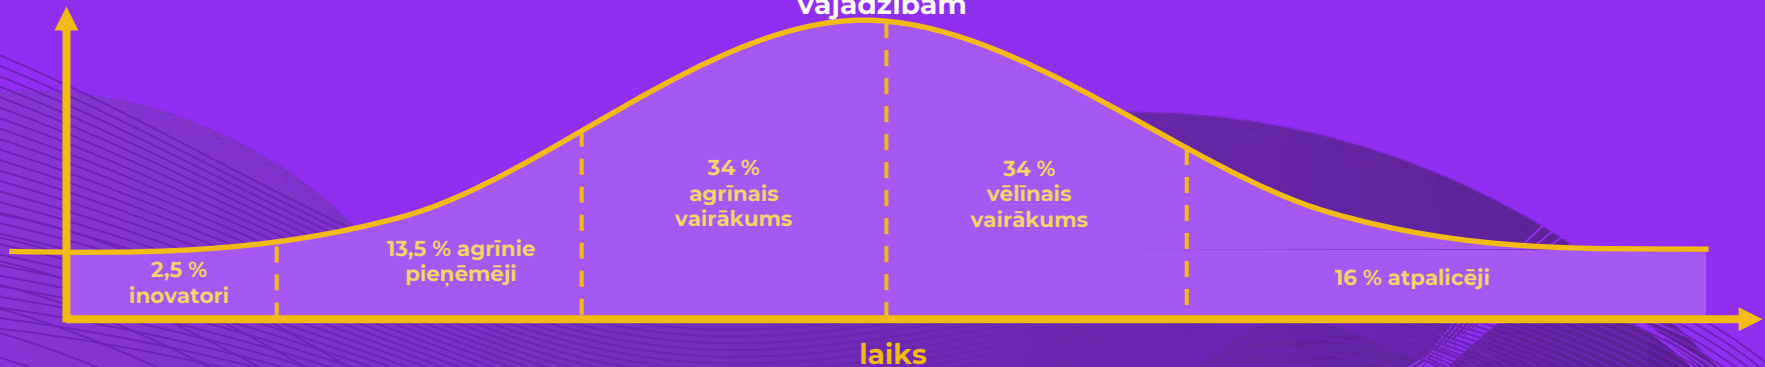 vajadzībām
34 %
agrīnais
vairākums
34 %
vēlīnais
vairākums
13,5 % agrīnie
pieņēmēji
2,5 %
inovatori
16 % atpalicēji
laiks